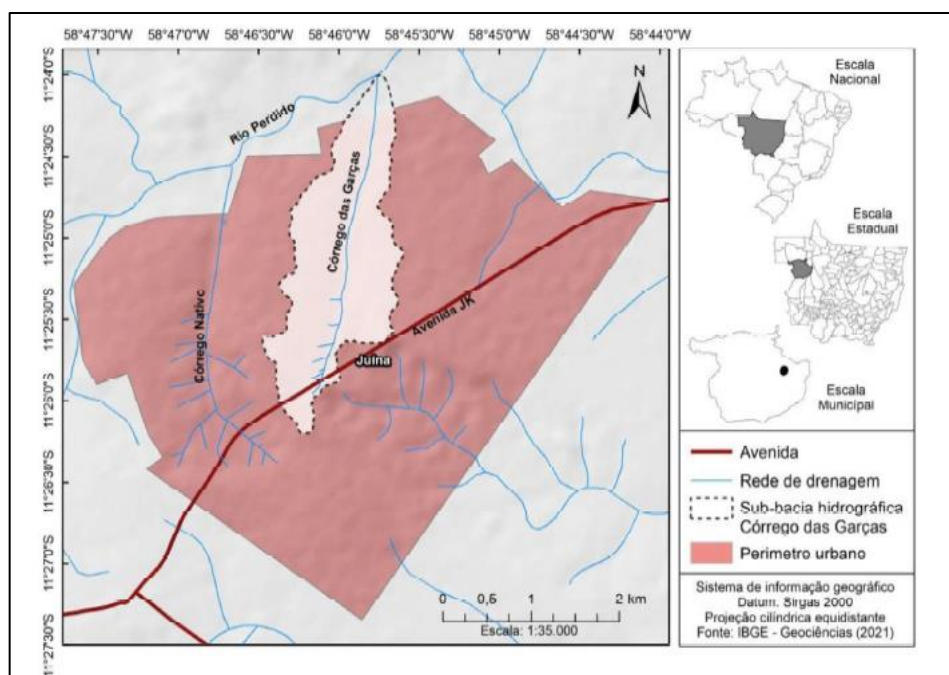 58°47'30"W 58°47'0"W 58°46'30"W 58°46'0"W 58°45'30"W 58°45'0"W 58°44'30"W 58°44'0"W
11°24'0"S
11°24'30"S
11°25'0"S
11°25'30"S
11°25'0"S
11°26'30"S
11°27'0"S
11°27'30"S
N
Rio Perdido
Córrego das Garças
Córrego Nativo
Avenida JK
Juína
0 0,6 1 2 km
Escala: 1:35.000
Escala
Nacional
Escala
Estadual
Escala
Municipal
Avenida
Rede de drenagem
Sub-bacia hidrográfica
Córrego das Garças
Perimetro urbano
Sistema de informação geográfico
Datum. Sirgas 2000
Projeção cilíndrica equidistante
Fonte: IBGE - Geociências (2021)